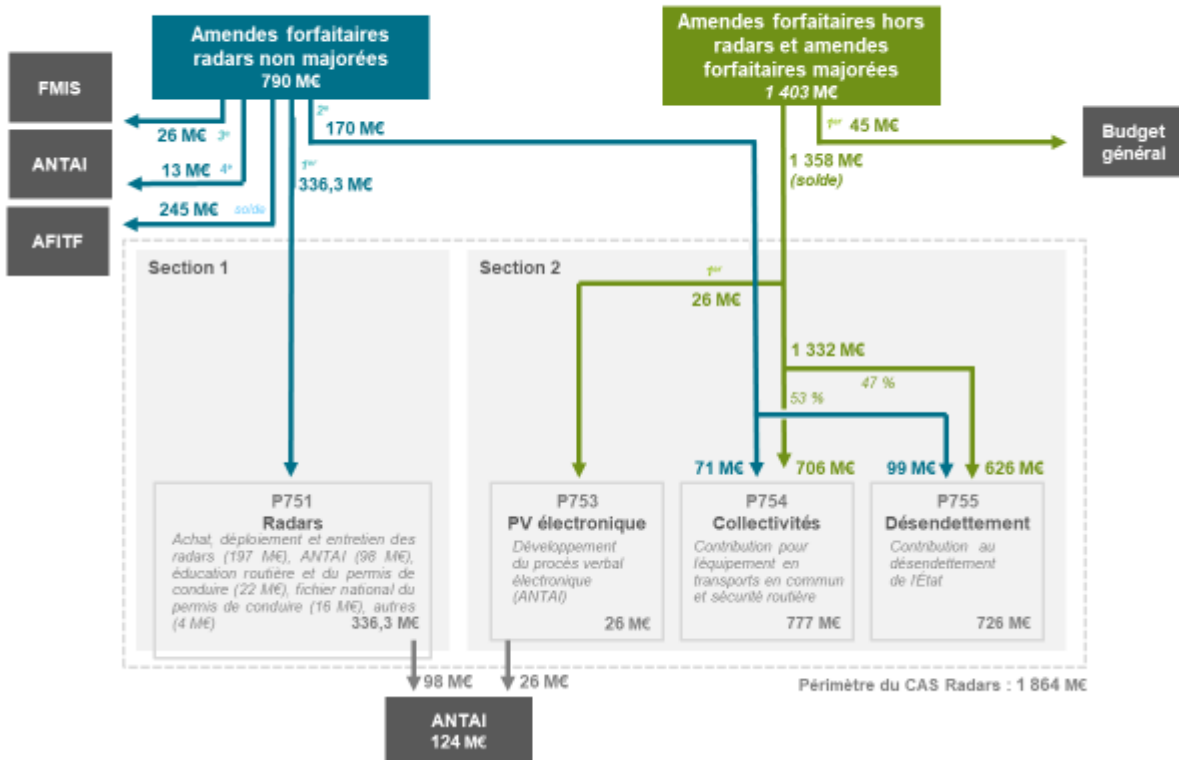 Amendes forfaitaires
radars non majorées
790 M€
Amendes forfaitaires hors
radars et amendes
forfaitaires majorées
1 403 M€
FMIS
ANTAI
AFITF
Budget
général
26 M€ 3e
13 M€ 4e
245 M€ solde
1er
336,3 M€
2e
170 M€
1er 45 M€
1 358 M€
(solde)
Section 1
Section 2
1er
26 M€
1 332 M€
47 %
53 %
71 M€
706 M€
99 M€
626 M€
P751
Radars
Achat, déploiement et entretien des
radars (197 M€), ANTAI (98 M€),
éducation routière et du permis de
conduire (22 M€), fichier national du
permis de conduire (16 M€), autres
(4 M€)
336,3 M€
P753
PV électronique
Développement
du procès verbal
électronique
(ANTAI)
26 M€
P754
Collectivités
Contribution pour
l'équipement en
transports en commun
et sécurité routière
777 M€
P755
Désendettement
Contribution au
désendettement
de l'État
726 M€
98 M€
26 M€
Périmètre du CAS Radars : 1 864 M€
ANTAI
124 M€